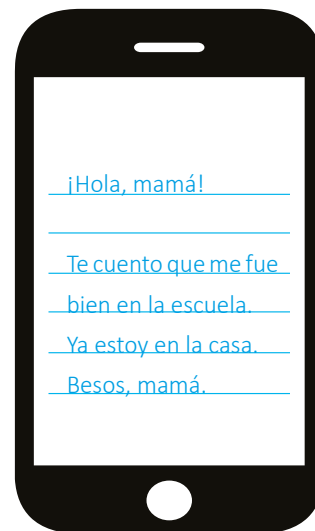 ¡Hola, mamá!
Te cuento que me fue
bien en la escuela.
Ya estoy en la casa.
Besos, mamá.